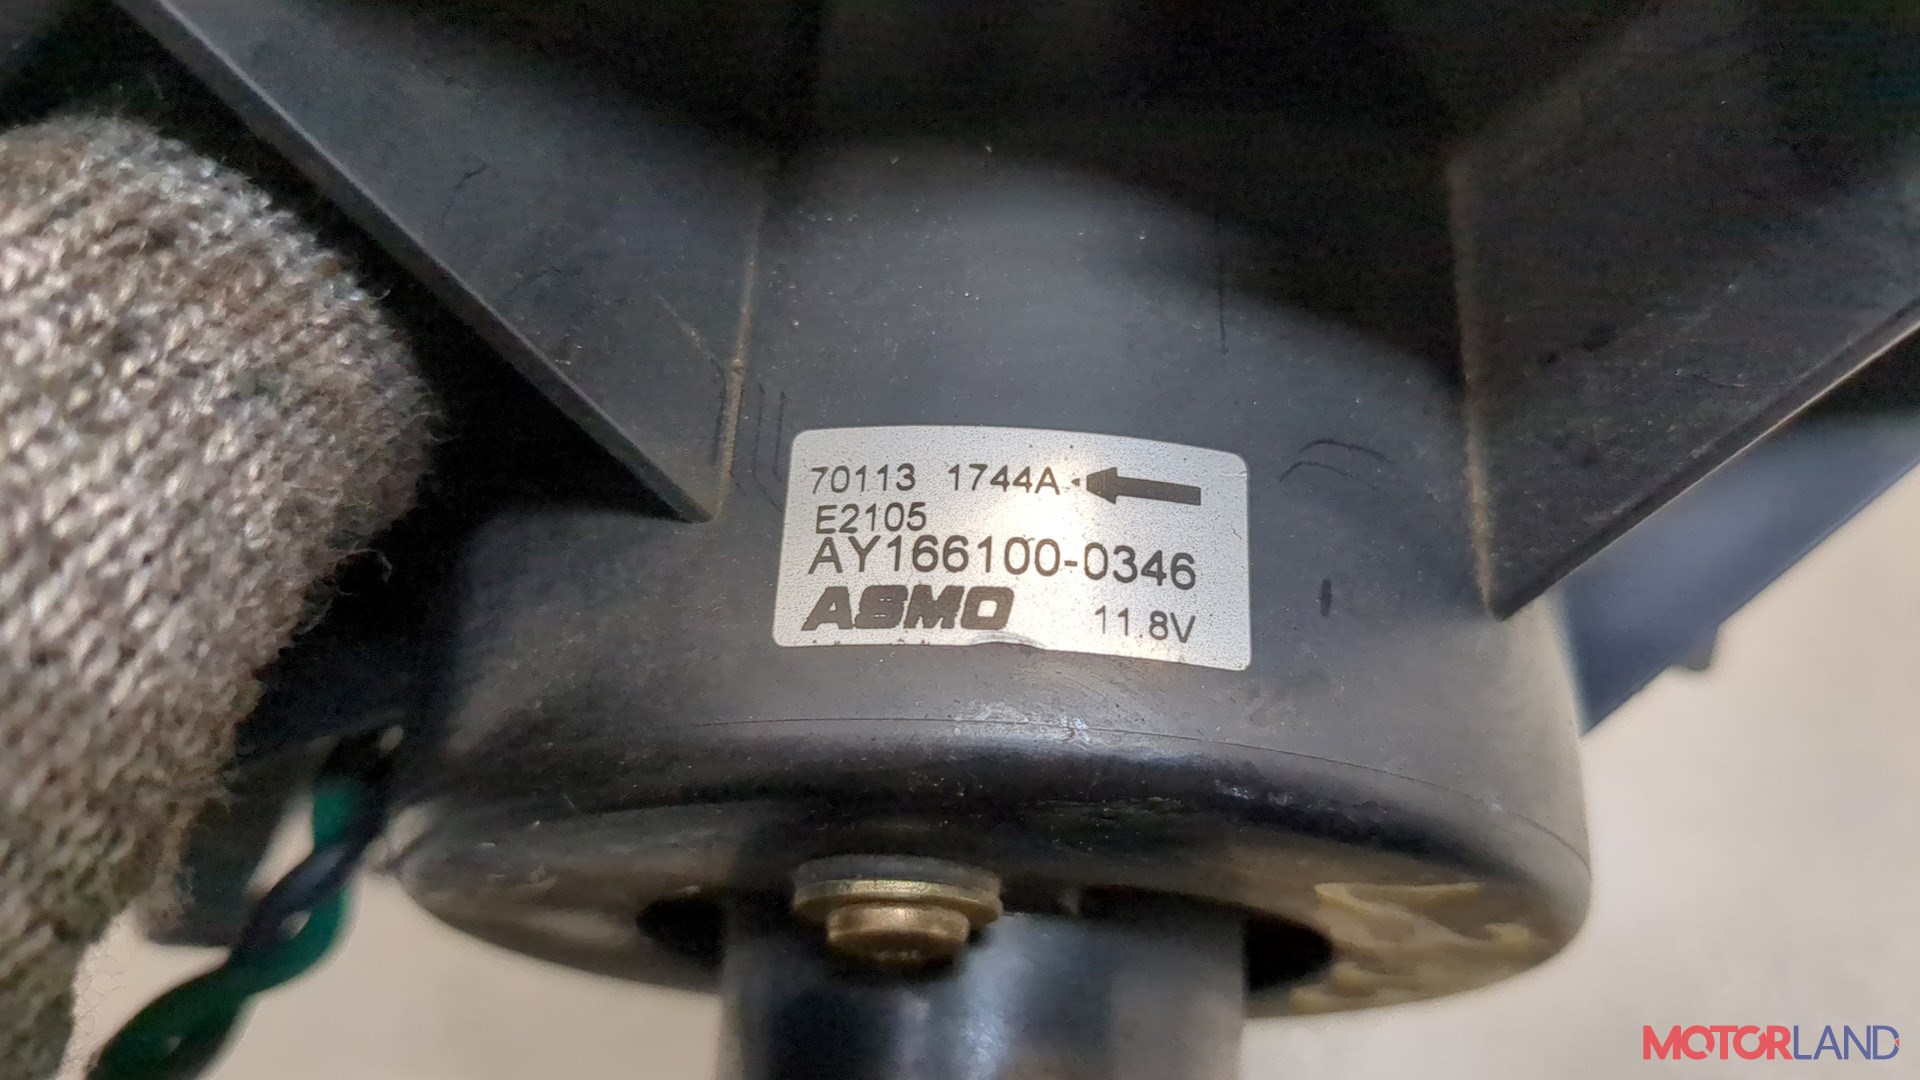 70113 1744A
E2105
AY166100-0346
ASMO 11.8V
MOTORLAND